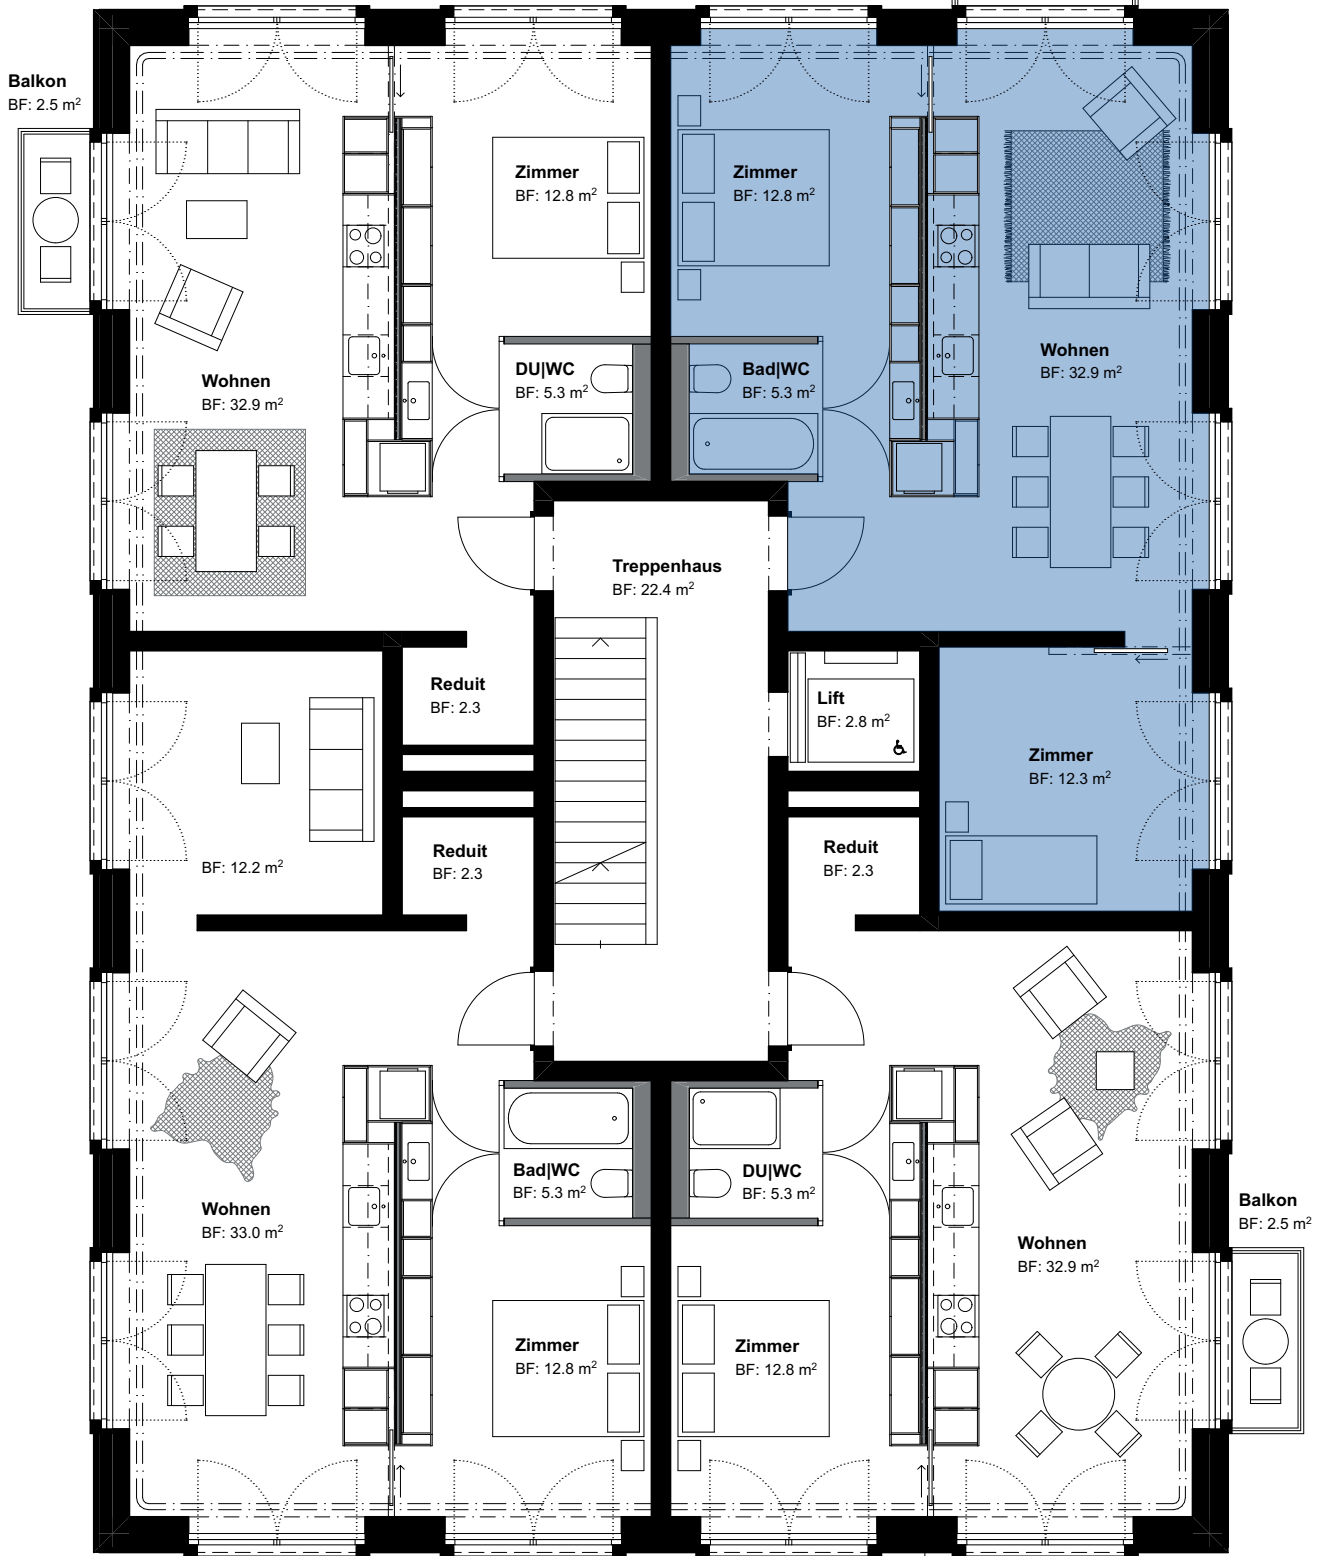 Balkon
BF: 2.5 m²
Zimmer
BF: 12.8 m²
Zimmer
BF: 12.8 m²
Wohnen
BF: 32.9 m²
DU|WC
BF: 5.3 m²
Bad|WC
BF: 5.3 m²
Wohnen
BF: 32.9 m²
Treppenhaus
BF: 22.4 m²
Reduit
BF: 2.3
Lift
BF: 2.8 m²
Zimmer
BF: 12.3 m²
BF: 12.2 m²
Reduit
BF: 2.3
Reduit
BF: 2.3
Bad|WC
BF: 5.3 m²
DU|WC
BF: 5.3 m²
Wohnen
BF: 33.0 m²
Balkon
BF: 2.5 m²
Wohnen
BF: 32.9 m²
Zimmer
BF: 12.8 m²
Zimmer
BF: 12.8 m²